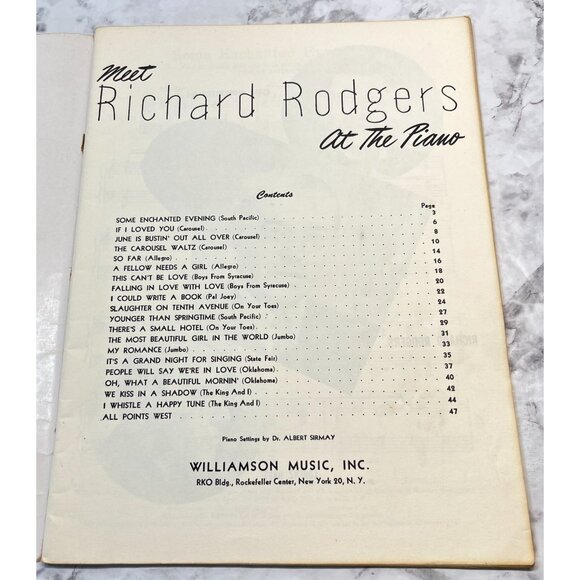 Meet
Richard Rodgers
At The Piano
Contents
Page
SOME ENCHANTED EVENING (South Pacific) 3
IF I LOVED YOU (Carousel) 6
JUNE IS BUSTIN' OUT ALL OVER (Carousel) 8
THE CAROUSEL WALTZ (Carousel) 10
SO FAR (Allegro) 14
A FELLOW NEEDS A GIRL (Allegro) 16
THIS CAN'T BE LOVE (Boys From Syracuse) 18
FALLING IN LOVE WITH LOVE (Boys From Syracuse) 20
I COULD WRITE A BOOK (Pal Joey) 22
SLAUGHTER ON TENTH AVENUE (On Your Toes) 24
YOUNGER THAN SPRINGTIME (South Pacific) 27
THERE'S A SMALL HOTEL (On Your Toes) 29
THE MOST BEAUTIFUL GIRL IN THE WORLD (Jumbo) 31
MY ROMANCE (Jumbo) 33
IT'S A GRAND NIGHT FOR SINGING (State Fair) 35
PEOPLE WILL SAY WE'RE IN LOVE (Oklahoma) 37
OH, WHAT A BEAUTIFUL MORNIN' (Oklahoma) 40
WE KISS IN A SHADOW (The King And I) 42
I WHISTLE A HAPPY TUNE (The King And I) 44
ALL POINTS WEST 47
Piano Settings by Dr. ALBERT SIRMAY
WILLIAMSON MUSIC, INC.
RKO Bldg., Rockefeller Center, New York 20, N. Y.